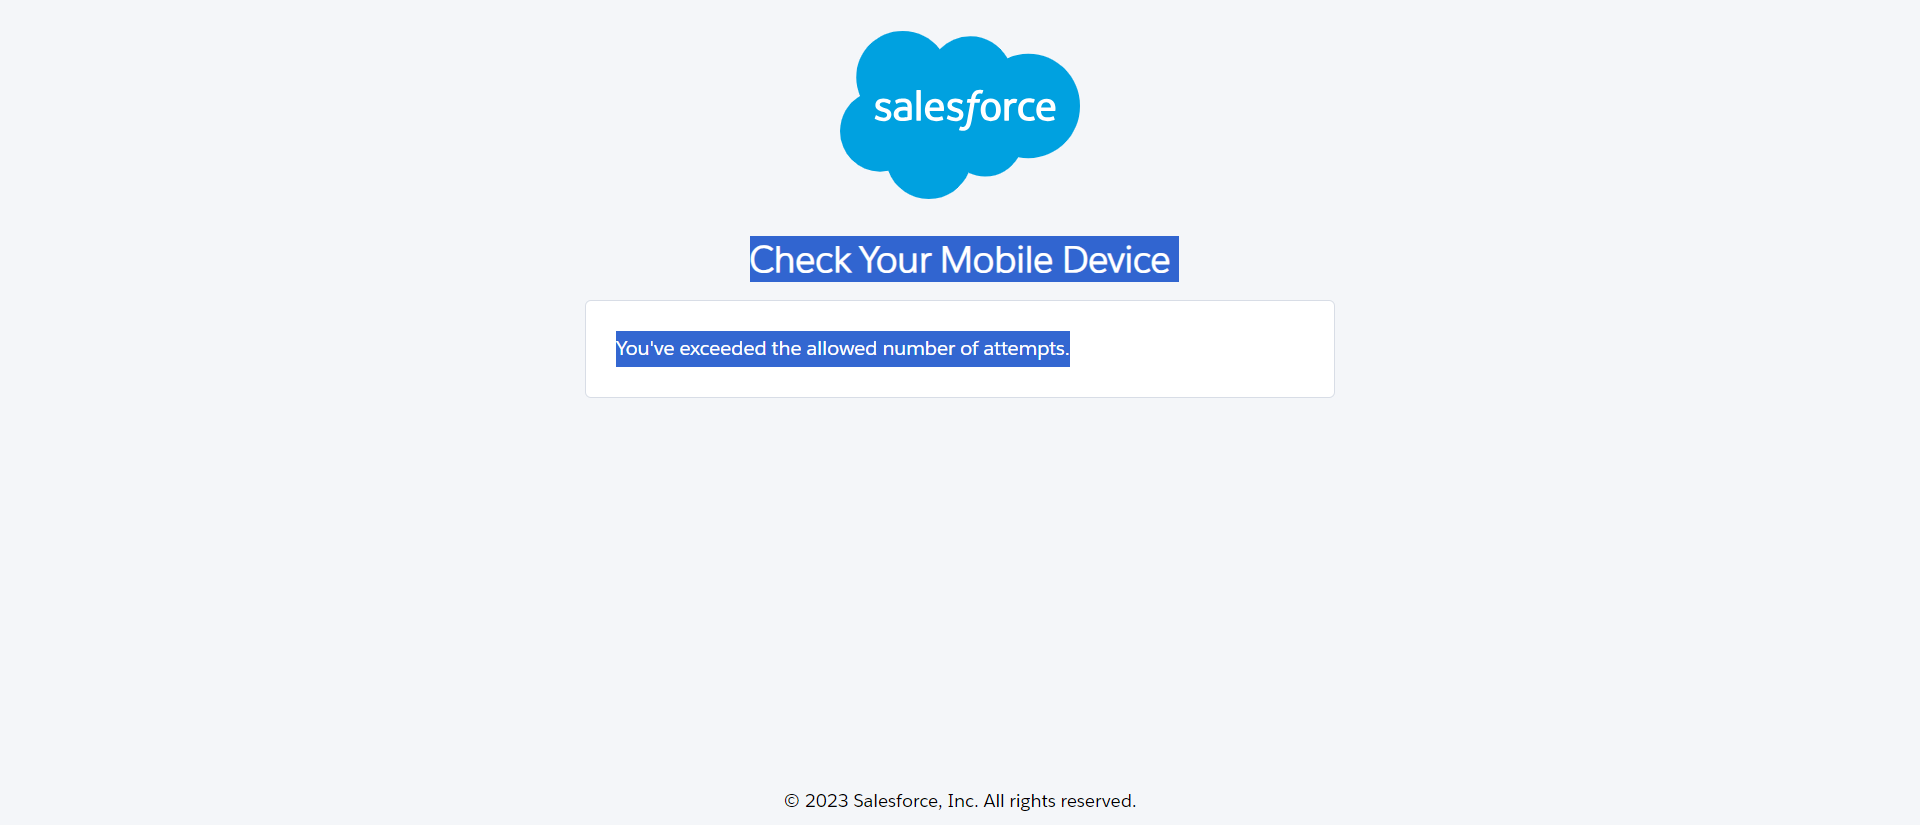 salesforce
Check Your Mobile Device
You've exceeded the allowed number of attempts.
© 2023 Salesforce, Inc. All rights reserved.